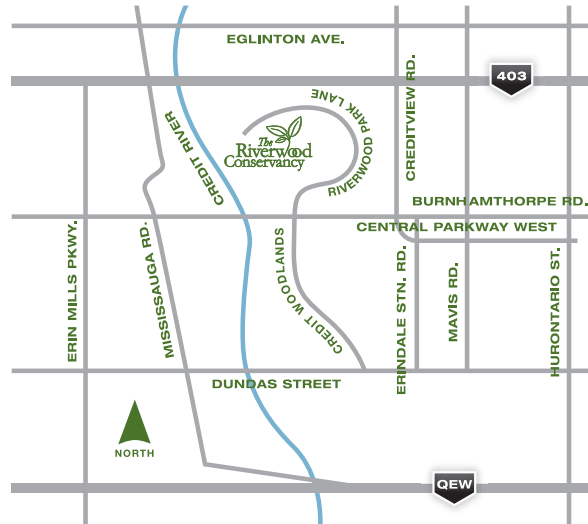 EGLINTON AVE.
403
CREDITVIEW RD.
RIVERWOOD PARK LANE
CREDIT RIVER
The
Riverwood
Conservancy
BURNHAMTHORPE RD.
CENTRAL PARKWAY WEST
ERIN MILLS PKWY.
MISSISSAUGA RD.
CREDIT WOODLANDS
ERINDALE STN. RD.
MAVIS RD.
HURONTARIO ST.
DUNDAS STREET
NORTH
QEW